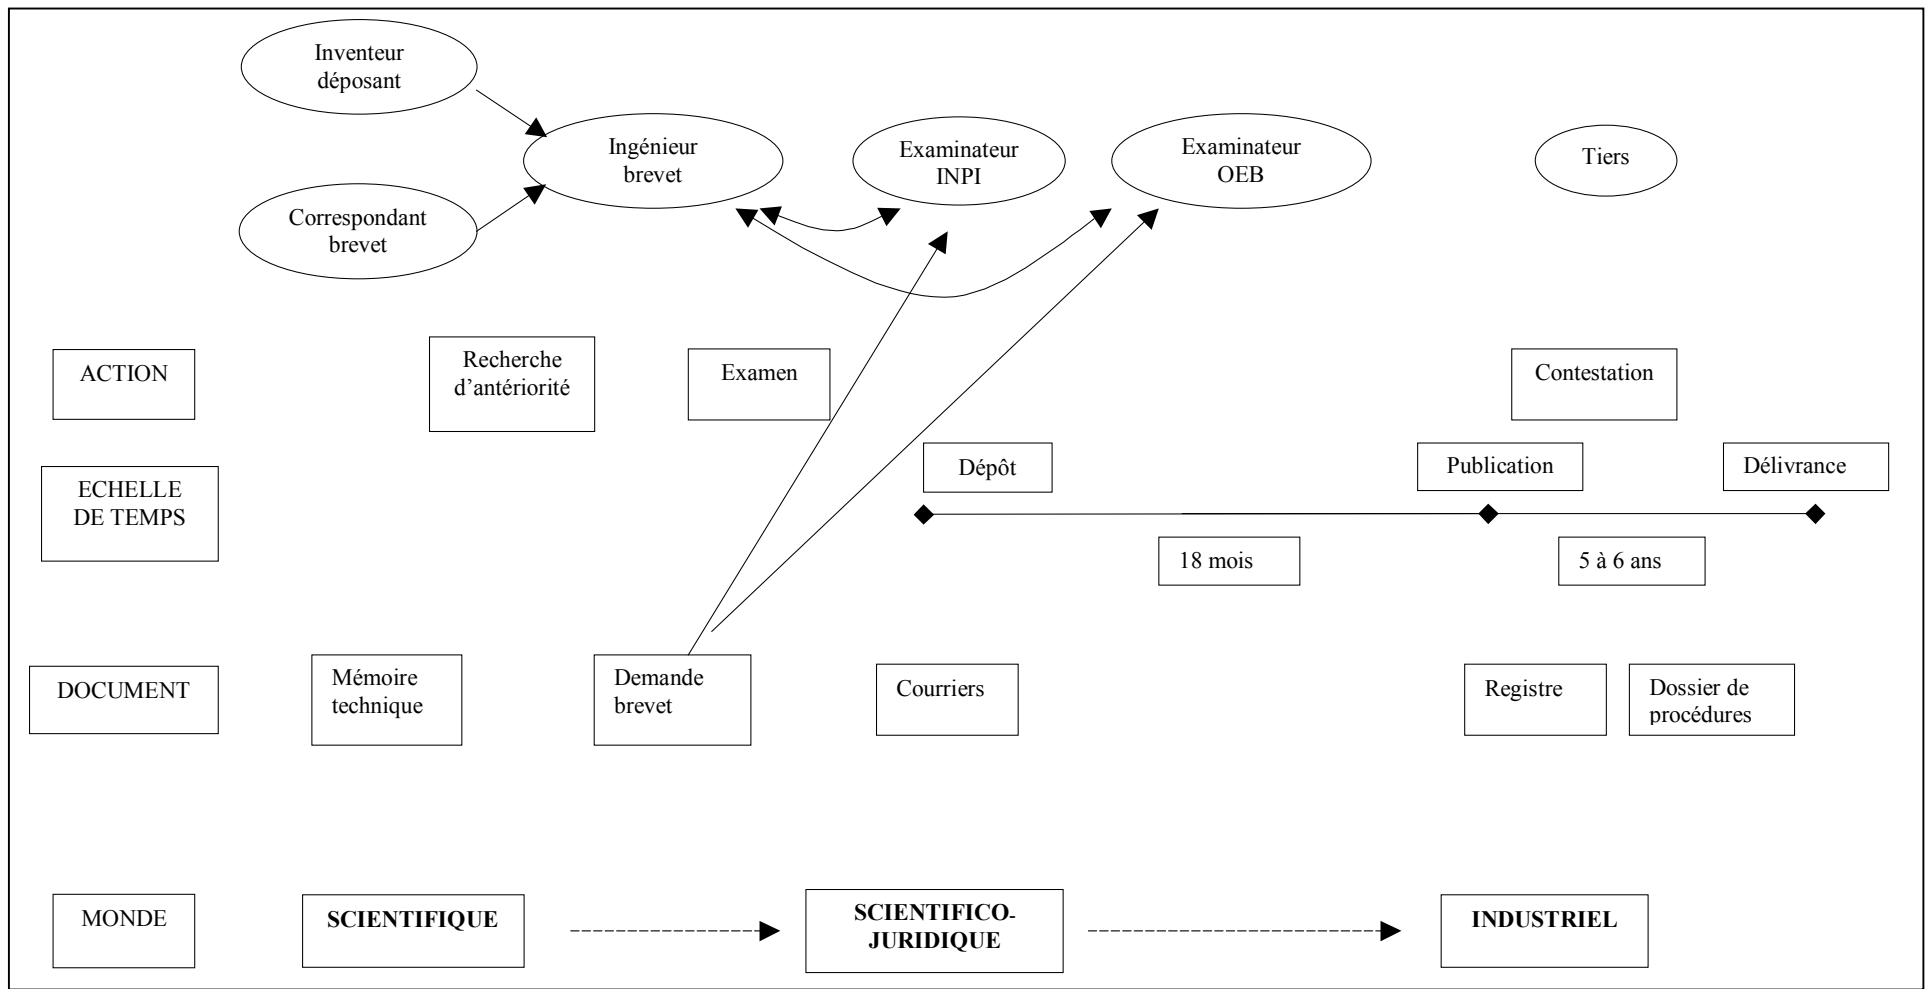 Inventeur
déposant
Ingénieur
brevet
Examinateur
INPI
Examinateur
OEB
Tiers
Correspondant
brevet
ACTION
Recherche
d’antériorité
Examen
Contestation
ECHELLE
DE TEMPS
Dépôt
Publication
Délivrance
18 mois
5 à 6 ans
DOCUMENT
Mémoire
technique
Demande
brevet
Courriers
Registre
Dossier de
procédures
MONDE
SCIENTIFIQUE
SCIENTIFICO-
JURIDIQUE
INDUSTRIEL